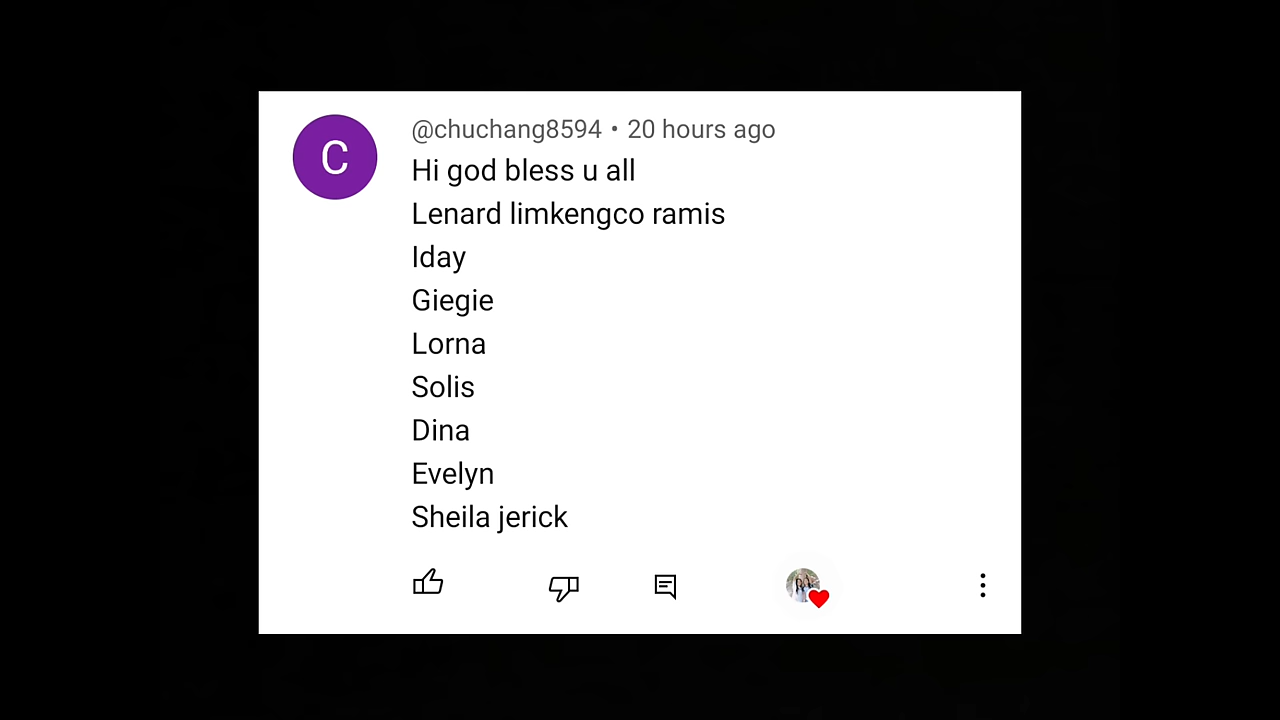 C
@chuchang8594 • 20 hours ago
Hi god bless u all
Lenard limkengco ramis
Iday
Giegie
Lorna
Solis
Dina
Evelyn
Sheila jerick